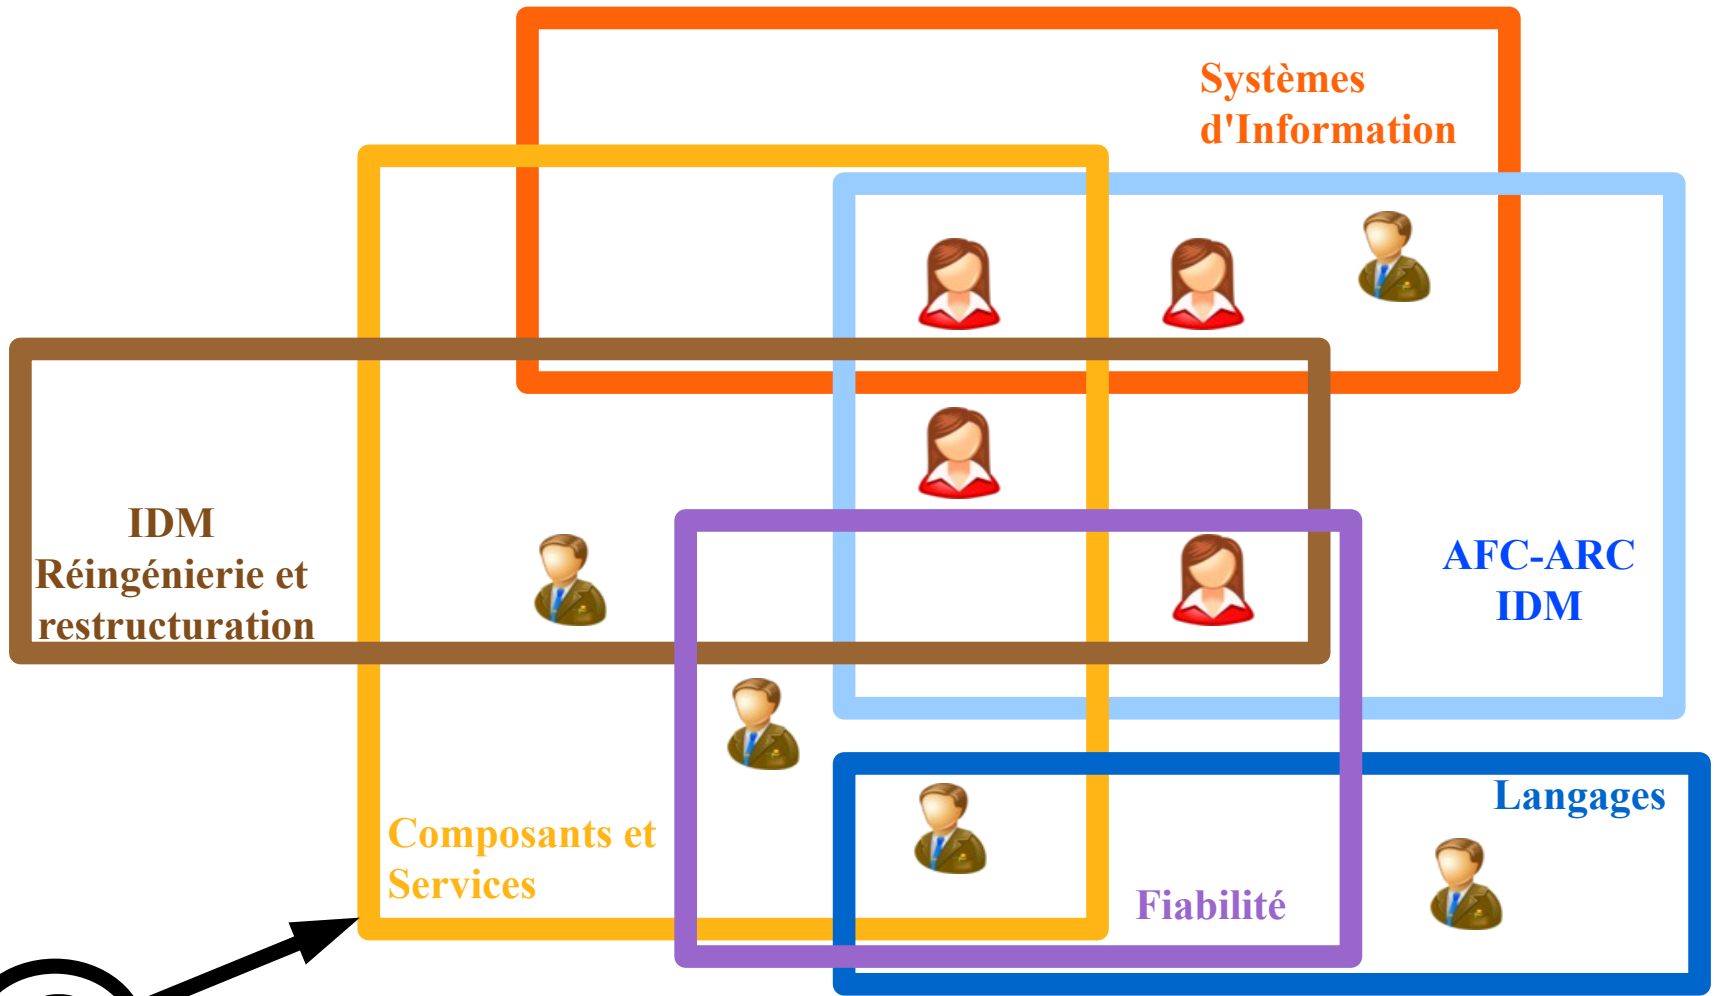 Systèmes
d'Information
IDM
Réingénierie et
restructuration
AFC-ARC
IDM
Langages
Composants et
Services
Fiabilité